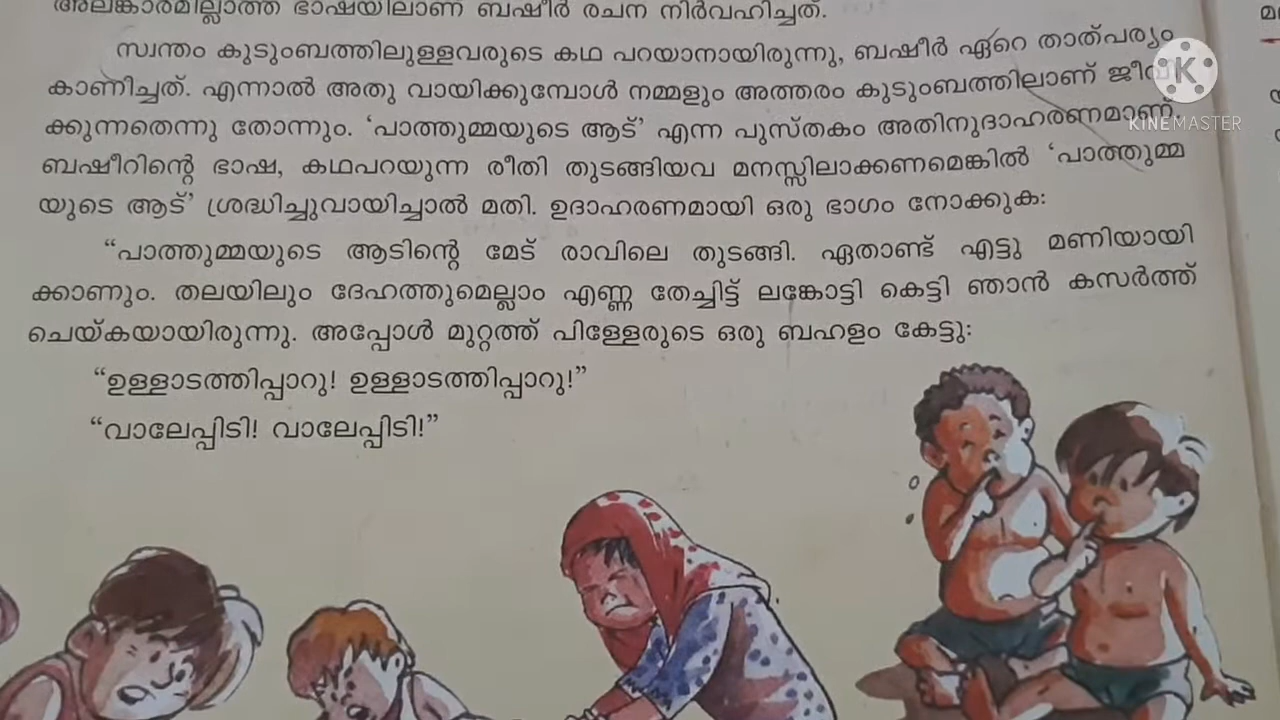 അലങ്കാരമില്ലാത്ത ഭാഷയിലാണ് ബഷീർ രചന നിർവഹിച്ചത്.
സ്വന്തം കുടുംബത്തിലുള്ളവരുടെ കഥ പറയാനായിരുന്നു, ബഷീർ ഏറെ താത്പര്യം
കാണിച്ചത്. എന്നാൽ അതു വായിക്കുമ്പോൾ നമ്മളും അത്തരം കുടുംബത്തിലാണ് ജീവി
ക്കുന്നതെന്നു തോന്നും. ‘പാത്തുമ്മയുടെ ആട്’ എന്ന പുസ്തകം അതിനുദാഹരണമാണ്.
ബഷീറിന്റെ ഭാഷ, കഥപറയുന്ന രീതി തുടങ്ങിയവ മനസ്സിലാക്കണമെങ്കിൽ ‘പാത്തുമ്മ
യുടെ ആട്’ ശ്രദ്ധിച്ചുവായിച്ചാൽ മതി. ഉദാഹരണമായി ഒരു ഭാഗം നോക്കുക:
“പാത്തുമ്മയുടെ ആടിന്റെ മേട് രാവിലെ തുടങ്ങി. ഏതാണ്ട് എട്ടു മണിയായി
ക്കാണും. തലയിലും ദേഹത്തുമെല്ലാം എണ്ണ തേച്ചിട്ട് ലങ്കോട്ടി കെട്ടി ഞാൻ കസർത്ത്
ചെയ്കയായിരുന്നു. അപ്പോൾ മുറ്റത്ത് പിള്ളേരുടെ ഒരു ബഹളം കേട്ടു:
“ഉള്ളാടത്തിപ്പാറു! ഉള്ളാടത്തിപ്പാറു!”
“വാലേപ്പിടി! വാലേപ്പിടി!”
K
KINEMASTER